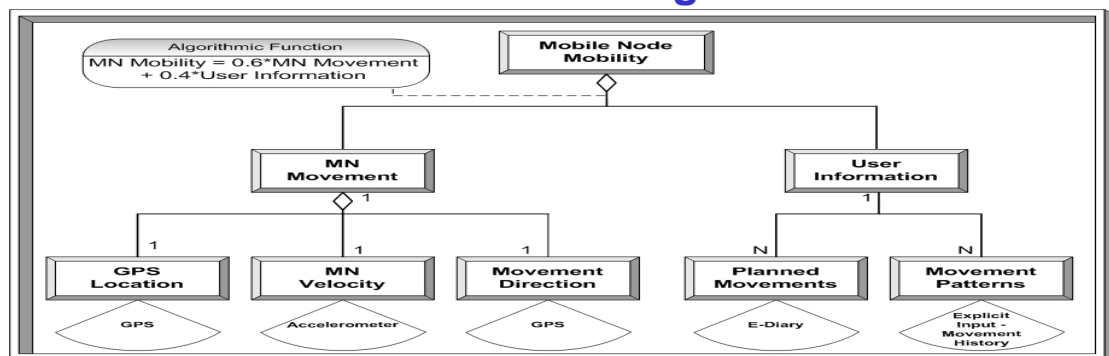 g
Algorithmic Function
MN Mobility = 0.6*MN Movement
+ 0.4*User Information
Mobile Node
Mobility
MN
Movement
User
Information
1
1
1
1
1
N
N
GPS
Location
MN
Velocity
Movement
Direction
Planned
Movements
Movement
Patterns
GPS
Accelerometer
GPS
E-Diary
Explicit
Input -
Movement
History